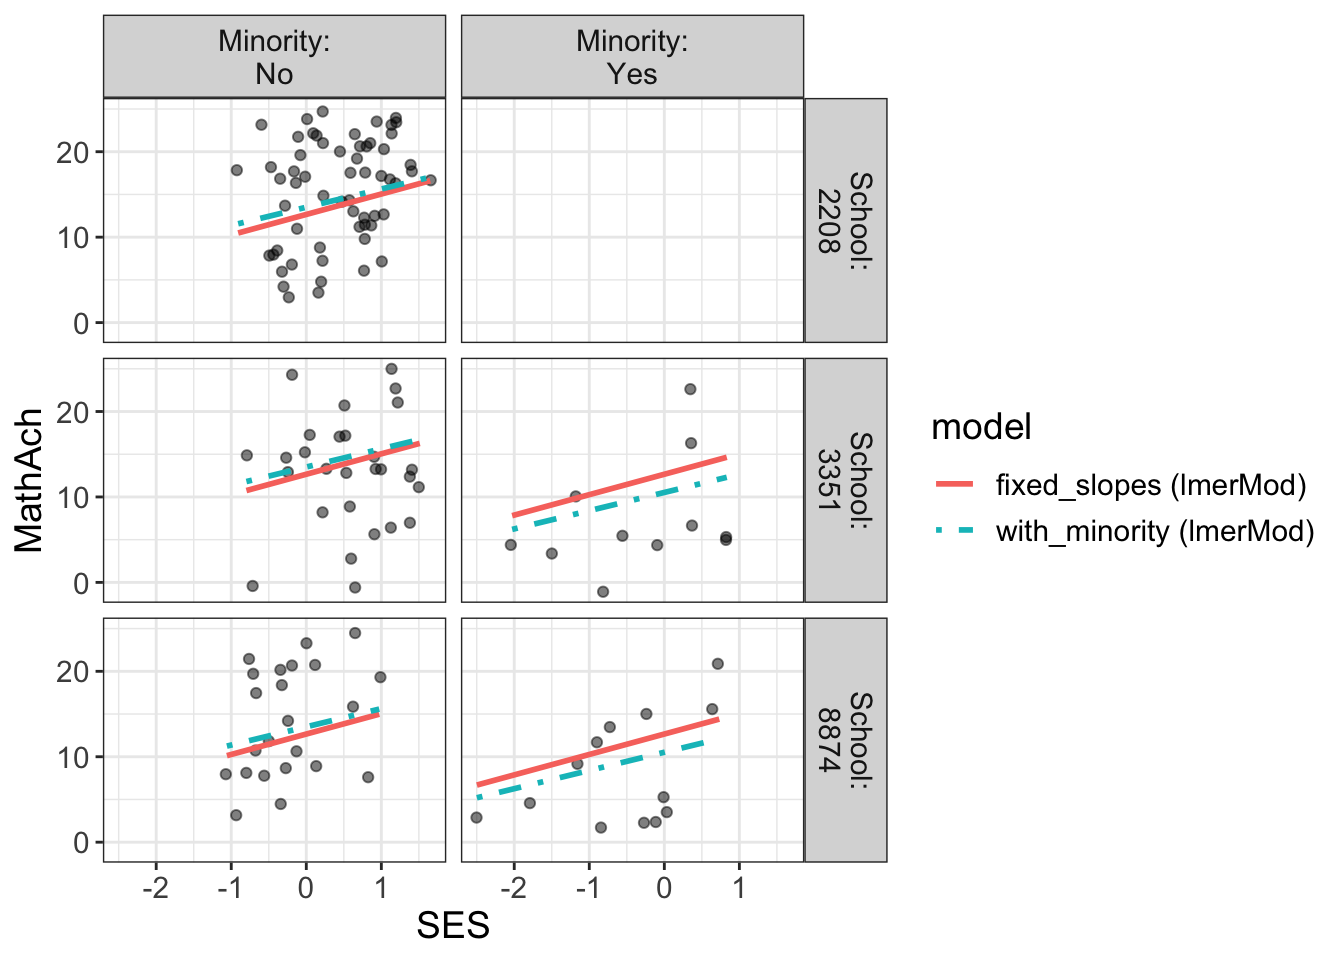 Minority:
No
Minority:
Yes
20
10
0
School:
2208
20
10
0
School:
3351
20
10
0
School:
8874
-2
-1
0
1
-2
-1
0
1
SES
MathAch
model
fixed_slopes (lmerMod)
with_minority (lmerMod)